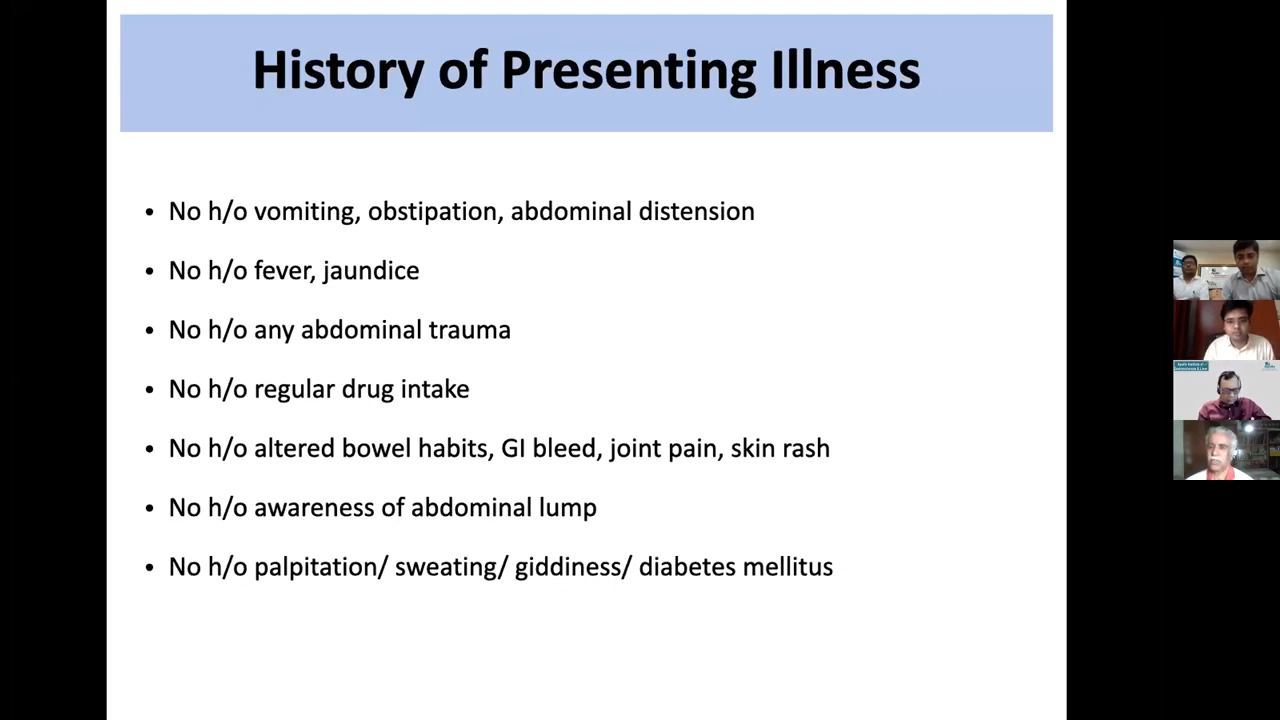 History of Presenting Illness
• No h/o vomiting, obstipation, abdominal distension
• No h/o fever, jaundice
• No h/o any abdominal trauma
• No h/o regular drug intake
• No h/o altered bowel habits, GI bleed, joint pain, skin rash
• No h/o awareness of abdominal lump
• No h/o palpitation/ sweating/ giddiness/ diabetes mellitus